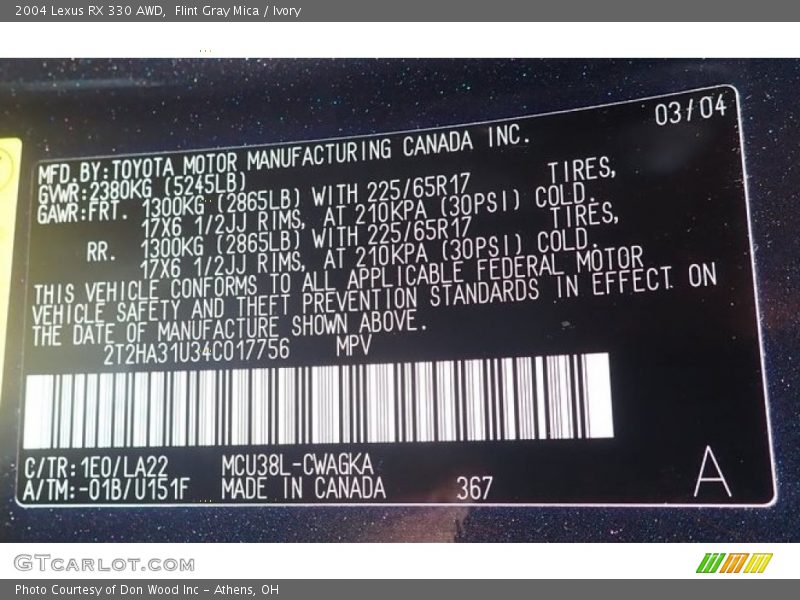 2004 Lexus RX 330 AWD,  Flint Gray Mica / Ivory
03/04
MFD.BY:TOYOTA MOTOR MANUFACTURING CANADA INC.
GVWR:2380KG (5245LB)
GAWR:FRT. 1300KG (2865LB) WITH 225/65R17 TIRES,
17X6 1/2JJ RIMS, AT 210KPA (30PSI) COLD.
RR. 1300KG (2865LB) WITH 225/65R17 TIRES,
17X6 1/2JJ RIMS, AT 210KPA (30PSI) COLD.
THIS VEHICLE CONFORMS TO ALL APPLICABLE FEDERAL MOTOR
VEHICLE SAFETY AND THEFT PREVENTION STANDARDS IN EFFECT ON
THE DATE OF MANUFACTURE SHOWN ABOVE.
2T2HA31U34C017756 MPV
C/TR:1E0/LA22 MCU38L-CWAGKA
A/TM:-01B/U151F MADE IN CANADA 367 A
GTCARLOT.COM
Photo Courtesy of Don Wood Inc - Athens, OH